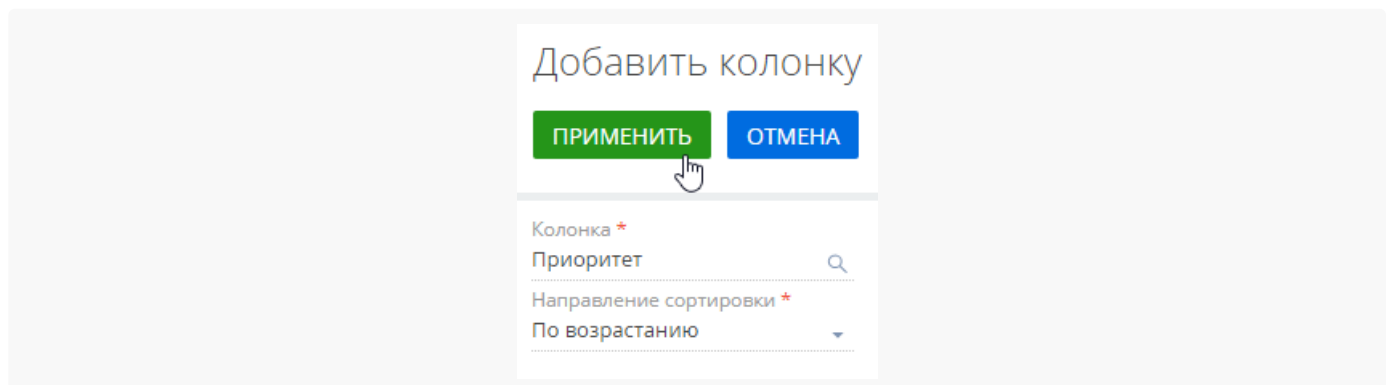 Добавить колонку
ПРИМЕНИТЬ ОТМЕНА
Колонка *
Приоритет
Направление сортировки *
По возрастанию